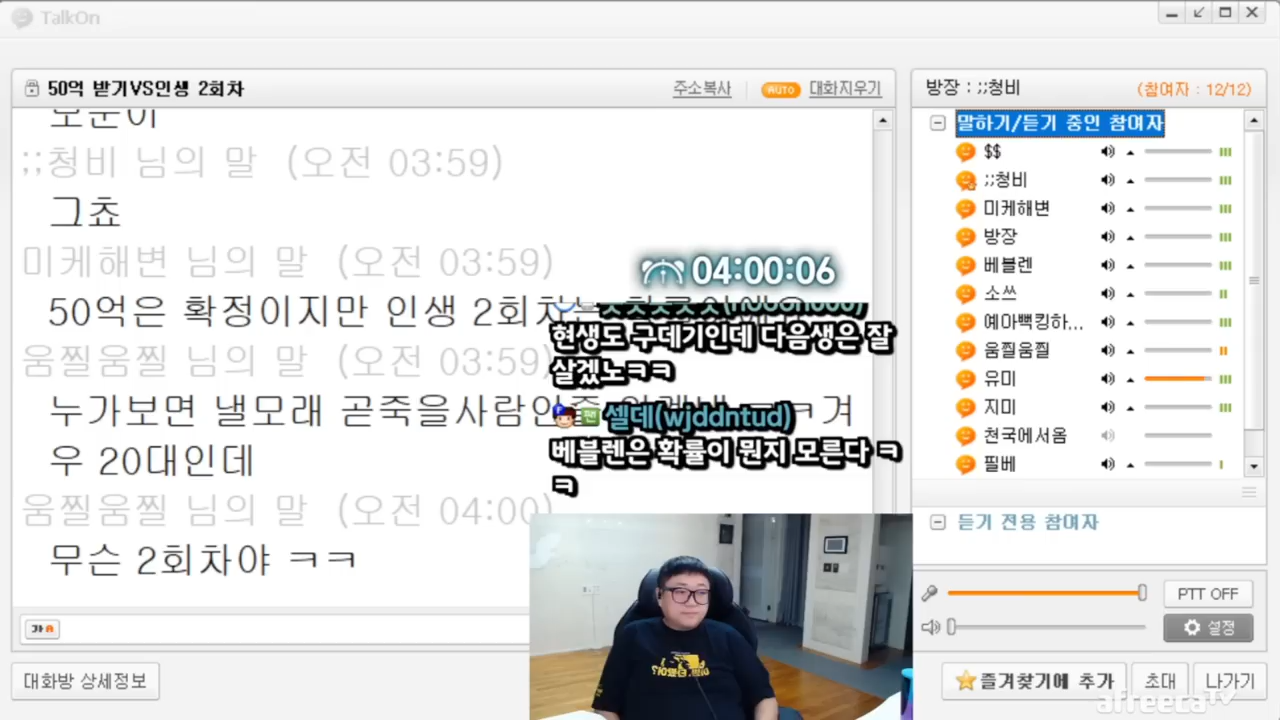 TalkOn
50억 받기VS인생 2회차
주소복사
AUTO
대화지우기
;;청비 님의 말 (오전 03:59)
그쵸
미케해변 님의 말 (오전 03:59)
50억은 확정이지만 인생 2회차는
움찔움찔 님의 말 (오전 03:59)
누가보면 낼모래 곧죽을사람인줄
겨
우 20대인데
움찔움찔 님의 말 (오전 04:00)
무슨 2회차야 ㅋㅋ
04:00:06
현생도 구데기인데 다음생은 잘
살겠노ㅋㅋ
셀데(wjddntud)
베블렌은 확률이 뭔지 모른다 ㅋ
ㅋ
가
대화방 상세정보
방장 : ;;청비
(참여자 : 12/12)
말하기/듣기 중인 참여자
$$
;;청비
미케해변
방장
베블렌
소쓰
예아빽킹하...
움찔움찔
유미
지미
천국에서옴
필베
듣기 전용 참여자
PTT OFF
설정
즐겨찾기에 추가
초대
나가기
afreecaTV